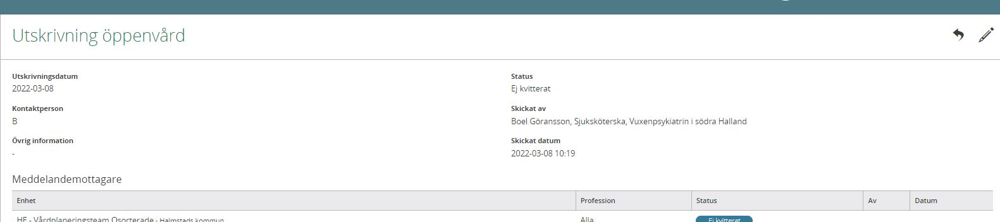 Utskrivning öppenvård
Utskrivningsdatum
2022-03-08
Status
Ej kvitterat
Kontaktperson
B
Skickat av
Boel Göransson, Sjuksköterska, Vuxenpsykiatrin i södra Halland
Övrig information
-
Skickat datum
2022-03-08 10:19
Meddelandemottagare
Enhet Profession Status Av Datum
HF - Vårdplaneringsteam Osorterade - Halmstads kommun Alla Ej kvitterat